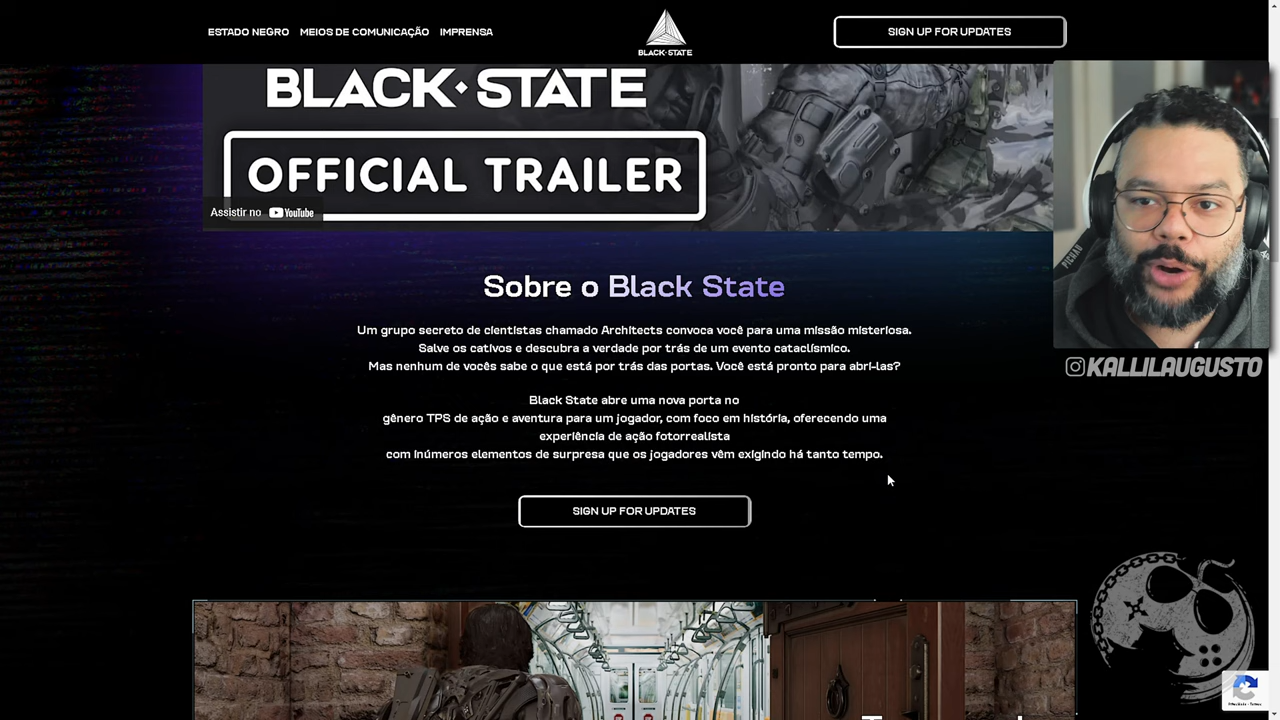 ESTADO NEGRO MEIOS DE COMUNICAÇÃO IMPRENSA
BLACK·STATE
SIGN UP FOR UPDATES
BLACK·STATE
OFFICIAL TRAILER
Assistir no YouTube
PICHAU
KALLILAUGUSTO
Sobre o Black State
Um grupo secreto de cientistas chamado Architects convoca você para uma missão misteriosa.
Salve os cativos e descubra a verdade por trás de um evento cataclísmico.
Mas nenhum de vocês sabe o que está por trás das portas. Você está pronto para abri-las?
Black State abre uma nova porta no
gênero TPS de ação e aventura para um jogador, com foco em história, oferecendo uma
experiência de ação fotorrealista
com inúmeros elementos de surpresa que os jogadores vêm exigindo há tanto tempo.
SIGN UP FOR UPDATES